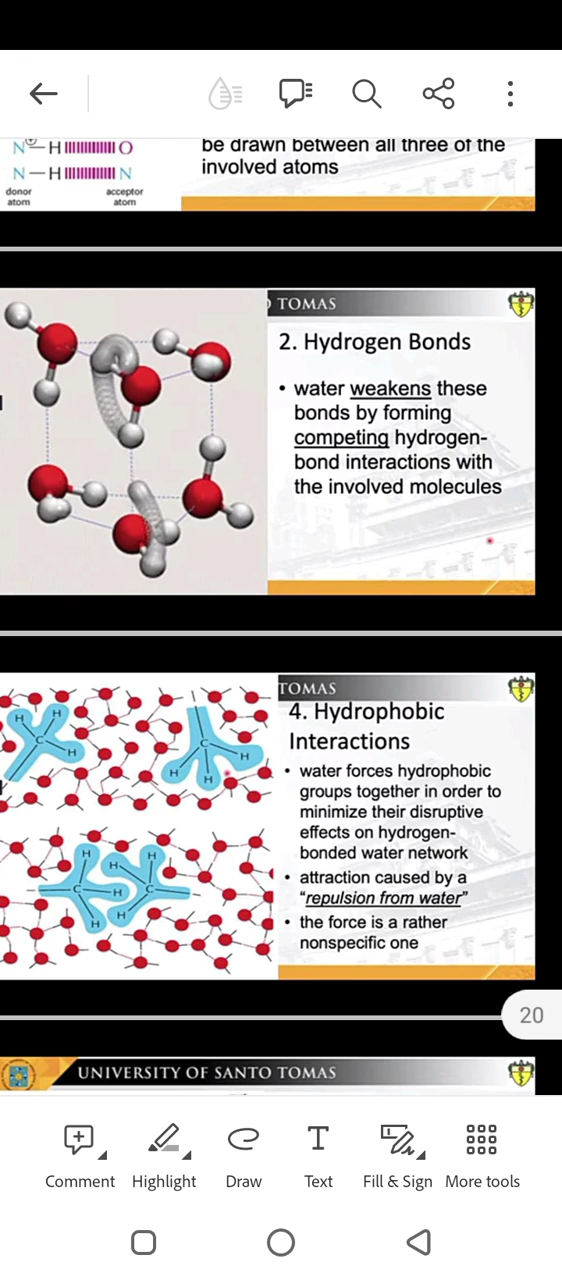 N—H O
N—H N
donor
atom
acceptor
atom
be drawn between all three of the
involved atoms
TOMAS
2. Hydrogen Bonds
• water weakens these
bonds by forming
competing hydrogen-
bond interactions with
the involved molecules
TOMAS
4. Hydrophobic
Interactions
• water forces hydrophobic
groups together in order to
minimize their disruptive
effects on hydrogen-
bonded water network
• attraction caused by a
"repulsion from water"
• the force is a rather
nonspecific one
H H
C
H
C
H
H
H
H
H
H
C H C
H
H
20
UNIVERSITY OF SANTO TOMAS
Comment Highlight Draw Text Fill & Sign More tools